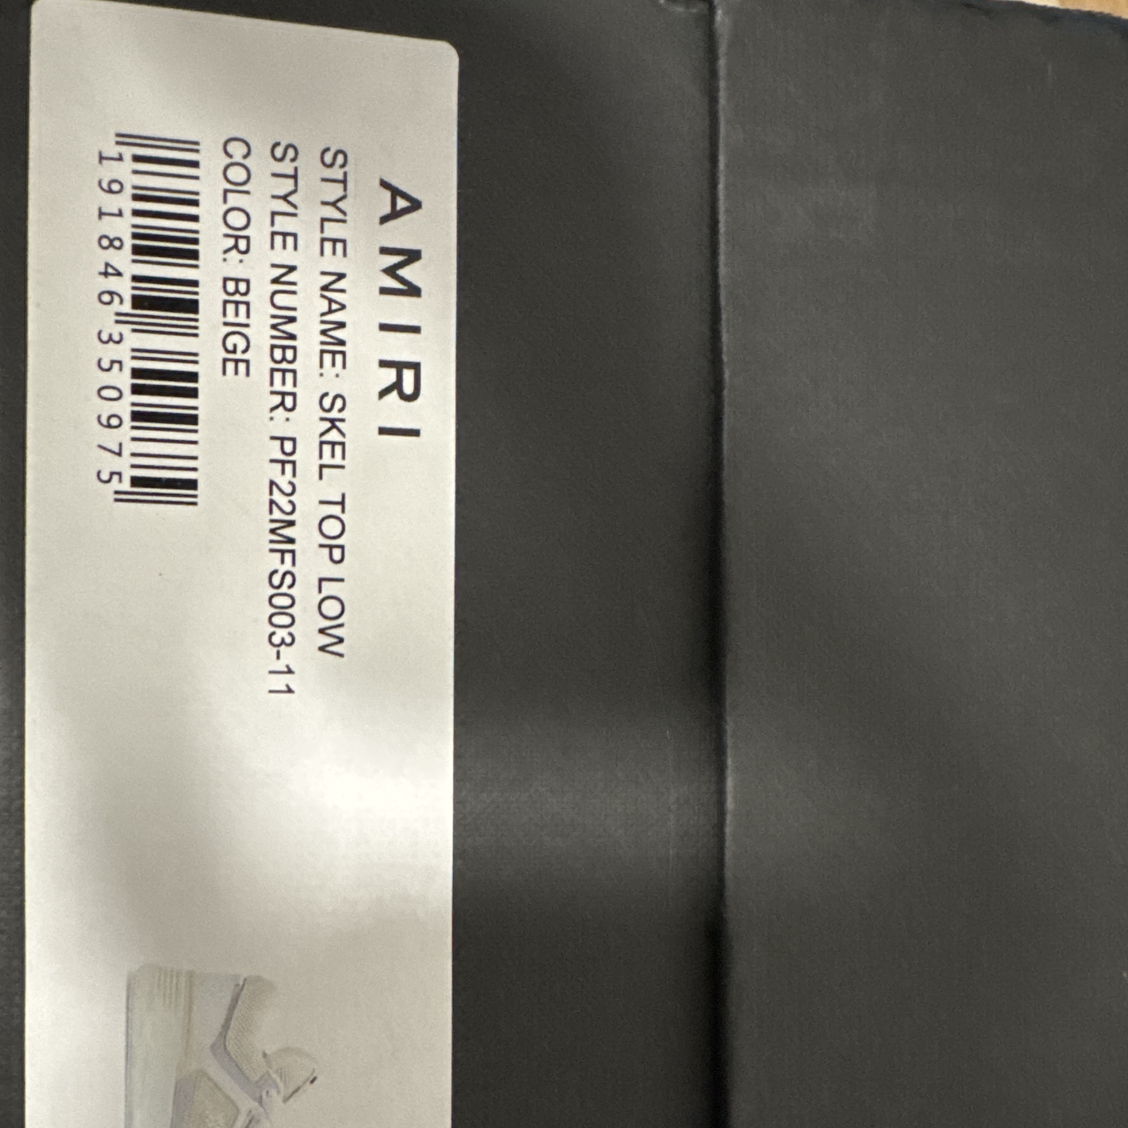 AMIRI
STYLE NAME: SKEL TOP LOW
STYLE NUMBER: PF22MFS003-11
COLOR: BEIGE
191846350975